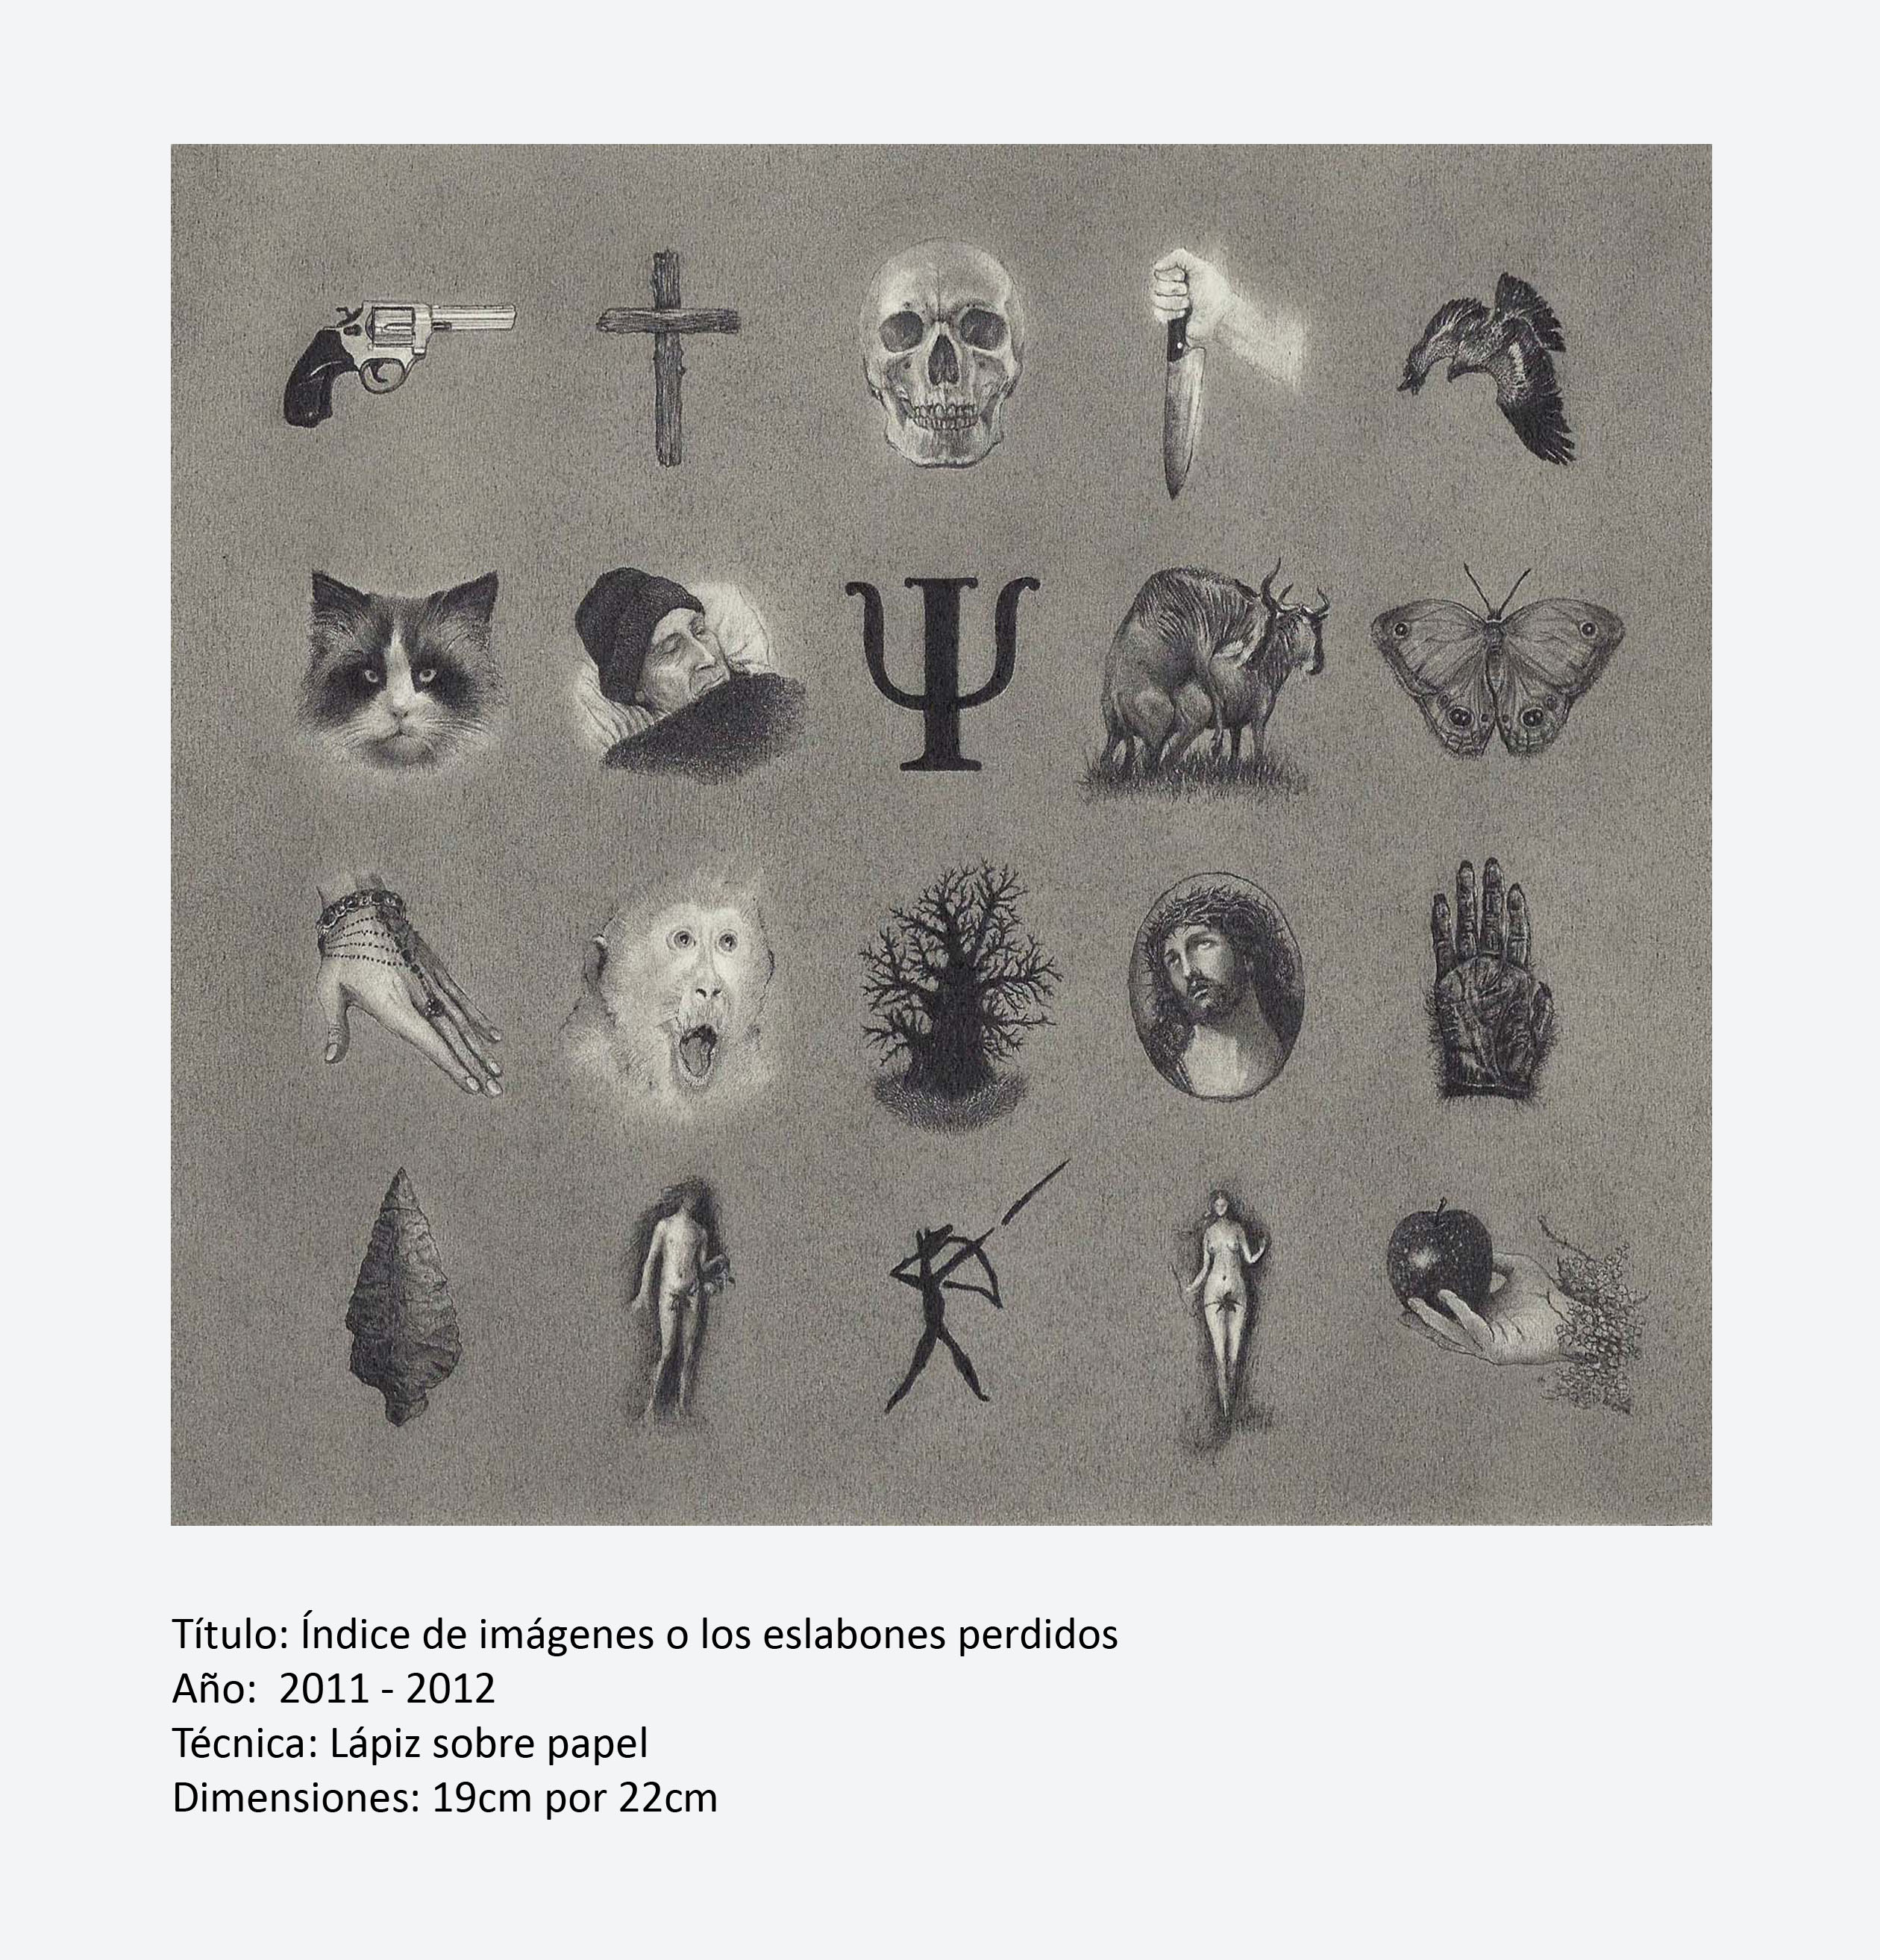 Ψ
Título: Índice de imágenes o los eslabones perdidos
Año:  2011 - 2012
Técnica: Lápiz sobre papel
Dimensiones: 19cm por 22cm